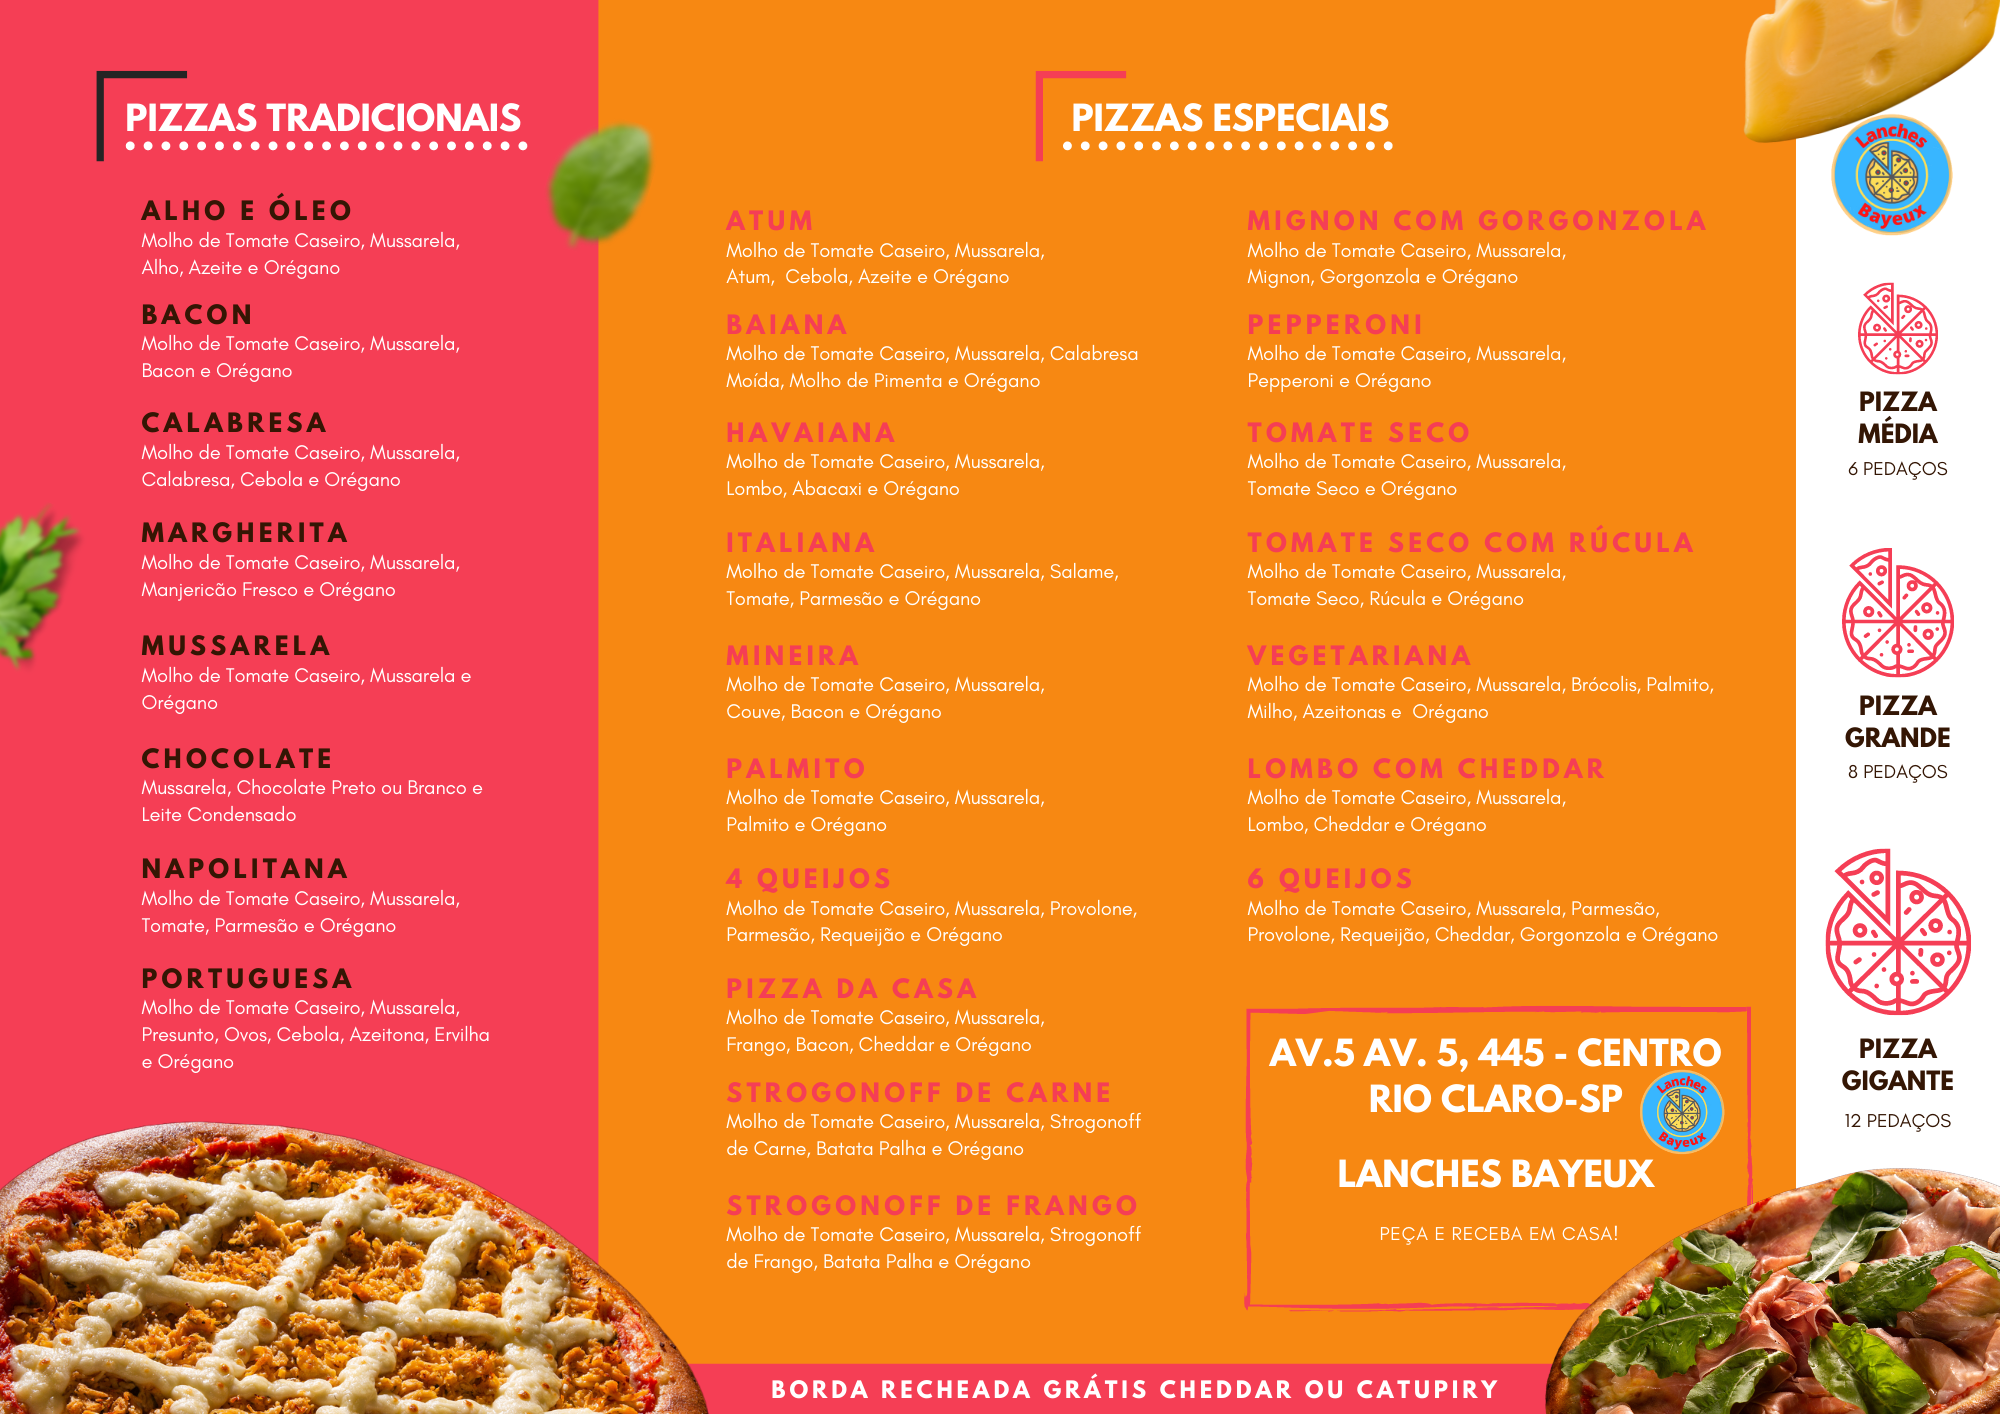 PIZZAS TRADICIONAIS
ALHO E ÓLEO
Molho de Tomate Caseiro, Mussarela,
Alho, Azeite e Orégano
BACON
Molho de Tomate Caseiro, Mussarela,
Bacon e Orégano
CALABRESA
Molho de Tomate Caseiro, Mussarela,
Calabresa, Cebola e Orégano
MARGHERITA
Molho de Tomate Caseiro, Mussarela,
Manjericão Fresco e Orégano
MUSSARELA
Molho de Tomate Caseiro, Mussarela e
Orégano
CHOCOLATE
Mussarela, Chocolate Preto ou Branco e
Leite Condensado
NAPOLITANA
Molho de Tomate Caseiro, Mussarela,
Tomate, Parmesão e Orégano
PORTUGUESA
Molho de Tomate Caseiro, Mussarela,
Presunto, Ovos, Cebola, Azeitona, Ervilha
e Orégano
PIZZAS ESPECIAIS
ATUM
Molho de Tomate Caseiro, Mussarela,
Atum,  Cebola, Azeite e Orégano
BAIANA
Molho de Tomate Caseiro, Mussarela, Calabresa
Moída, Molho de Pimenta e Orégano
HAVAIANA
Molho de Tomate Caseiro, Mussarela,
Lombo, Abacaxi e Orégano
ITALIANA
Molho de Tomate Caseiro, Mussarela, Salame,
Tomate, Parmesão e Orégano
MINEIRA
Molho de Tomate Caseiro, Mussarela,
Couve, Bacon e Orégano
PALMITO
Molho de Tomate Caseiro, Mussarela,
Palmito e Orégano
4 QUEIJOS
Molho de Tomate Caseiro, Mussarela, Provolone,
Parmesão, Requeijão e Orégano
PIZZA DA CASA
Molho de Tomate Caseiro, Mussarela,
Frango, Bacon, Cheddar e Orégano
STROGONOFF DE CARNE
Molho de Tomate Caseiro, Mussarela, Strogonoff
de Carne, Batata Palha e Orégano
STROGONOFF DE FRANGO
Molho de Tomate Caseiro, Mussarela, Strogonoff
de Frango, Batata Palha e Orégano
MIGNON COM GORGONZOLA
Molho de Tomate Caseiro, Mussarela,
Mignon, Gorgonzola e Orégano
PEPPERONI
Molho de Tomate Caseiro, Mussarela,
Pepperoni e Orégano
TOMATE SECO
Molho de Tomate Caseiro, Mussarela,
Tomate Seco e Orégano
TOMATE SECO COM RÚCULA
Molho de Tomate Caseiro, Mussarela,
Tomate Seco, Rúcula e Orégano
VEGETARIANA
Molho de Tomate Caseiro, Mussarela, Brócolis, Palmito,
Milho, Azeitonas e  Orégano
LOMBO COM CHEDDAR
Molho de Tomate Caseiro, Mussarela,
Lombo, Cheddar e Orégano
6 QUEIJOS
Molho de Tomate Caseiro, Mussarela, Parmesão,
Provolone, Requeijão, Cheddar, Gorgonzola e Orégano
AV.5 AV. 5, 445 - CENTRO
RIO CLARO-SP
Lanches
Bayeux
LANCHES BAYEUX
PEÇA E RECEBA EM CASA!
Lanches
Bayeux
PIZZA
MÉDIA
6 PEDAÇOS
PIZZA
GRANDE
8 PEDAÇOS
PIZZA
GIGANTE
12 PEDAÇOS
BORDA RECHEADA GRÁTIS CHEDDAR OU CATUPIRY